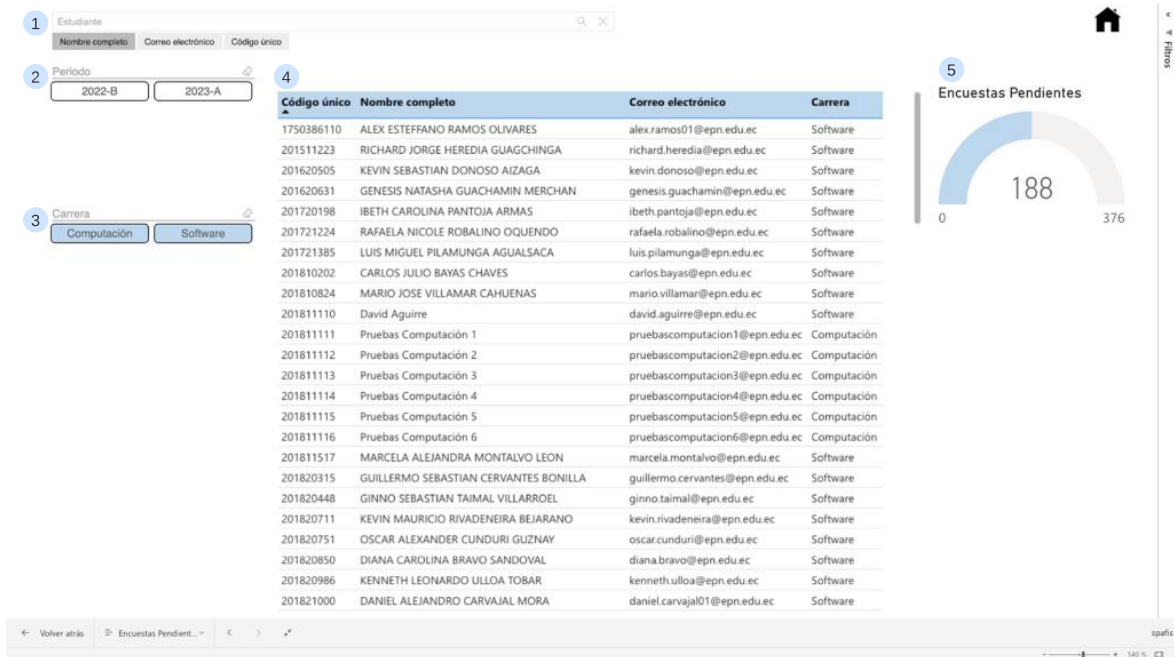 1
Estudiante
Nombre completo Correo electrónico Código único
2
Periodo
2022-B 2023-A
3
Carrera
Computación Software
4
Código único Nombre completo Correo electrónico Carrera
1750386110 ALEX ESTEFFANO RAMOS OLIVARES alex.ramos01@epn.edu.ec Software
201511223 RICHARD JORGE HEREDIA GUAGCHINGA richard.heredia@epn.edu.ec Software
201620505 KEVIN SEBASTIAN DONOSO AIZAGA kevin.donoso@epn.edu.ec Software
201620631 GENESIS NATASHA GUACHAMIN MERCHAN genesis.guachamin@epn.edu.ec Software
201720198 IBETH CAROLINA PANTOJA ARMAS ibeth.pantoja@epn.edu.ec Software
201721224 RAFAELA NICOLE ROBALINO OQUENDO rafaela.robalino@epn.edu.ec Software
201721385 LUIS MIGUEL PILAMUNGA AGUALSACA luis.pilamunga@epn.edu.ec Software
201810202 CARLOS JULIO BAYAS CHAVES carlos.bayas@epn.edu.ec Software
201810824 MARIO JOSE VILLAMAR CAHUENAS mario.villamar@epn.edu.ec Software
201811110 David Aguirre david.aguirre@epn.edu.ec Software
201811111 Pruebas Computación 1 pruebascomputacion1@epn.edu.ec Computación
201811112 Pruebas Computación 2 pruebascomputacion2@epn.edu.ec Computación
201811113 Pruebas Computación 3 pruebascomputacion3@epn.edu.ec Computación
201811114 Pruebas Computación 4 pruebascomputacion4@epn.edu.ec Computación
201811115 Pruebas Computación 5 pruebascomputacion5@epn.edu.ec Computación
201811116 Pruebas Computación 6 pruebascomputacion6@epn.edu.ec Computación
201811517 MARCELA ALEJANDRA MONTALVO LEON marcela.montalvo@epn.edu.ec Software
201820315 GUILLERMO SEBASTIAN CERVANTES BONILLA guillermo.cervantes@epn.edu.ec Software
201820448 GINNO SEBASTIAN TAIMAL VILLARROEL ginno.taimal@epn.edu.ec Software
201820711 KEVIN MAURICIO RIVADENEIRA BEJARANO kevin.rivadeneira@epn.edu.ec Software
201820751 OSCAR ALEXANDER CUNDURI GUZNAY oscar.cunduri@epn.edu.ec Software
201820850 DIANA CAROLINA BRAVO SANDOVAL diana.bravo@epn.edu.ec Software
201820986 KENNETH LEONARDO ULLOA TOBAR kenneth.ulloa@epn.edu.ec Software
201821000 DANIEL ALEJANDRO CARVAJAL MORA daniel.carvajal01@epn.edu.ec Software
5
Encuestas Pendientes
188
0 376
Filtros
Volver atrás Encuestas Pendient... spafis
- + 140 %